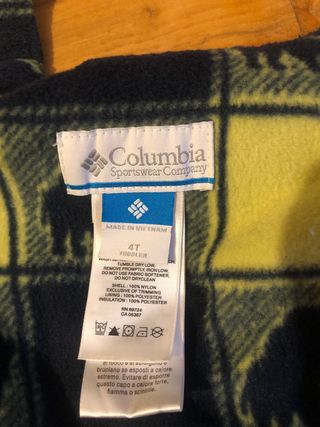 Columbia
Sportswear Company
MADE IN VIETNAM
4T
TODDLER
TUMBLE DRY LOW,
REMOVE PROMPTLY, IRON LOW,
DO NOT USE FABRIC SOFTENER,
DO NOT DRYCLEAN
SHELL : 100% NYLON
EXCLUSIVE OF TRIMMING
LINING : 100% POLYESTER
INSULATION : 100% POLYESTER
RN 69724
CA 05367
bruciano se esposti a calore
estremo. Evitare di esporre
questo capo a calore forte,
fiamma o scintille.